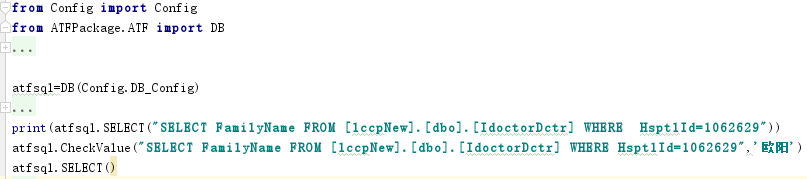 from Config import Config
from ATFPackage.ATF import DB
...
atfsql=DB(Config.DB_Config)
...
print(atfsql.SELECT("SELECT FamilyName FROM [lccpNew].[dbo].[IdoctorDctr] WHERE  HsptlId=1062629"))
atfsql.CheckValue("SELECT FamilyName FROM [lccpNew].[dbo].[IdoctorDctr] WHERE HsptlId=1062629",'欧阳')
atfsql.SELECT()